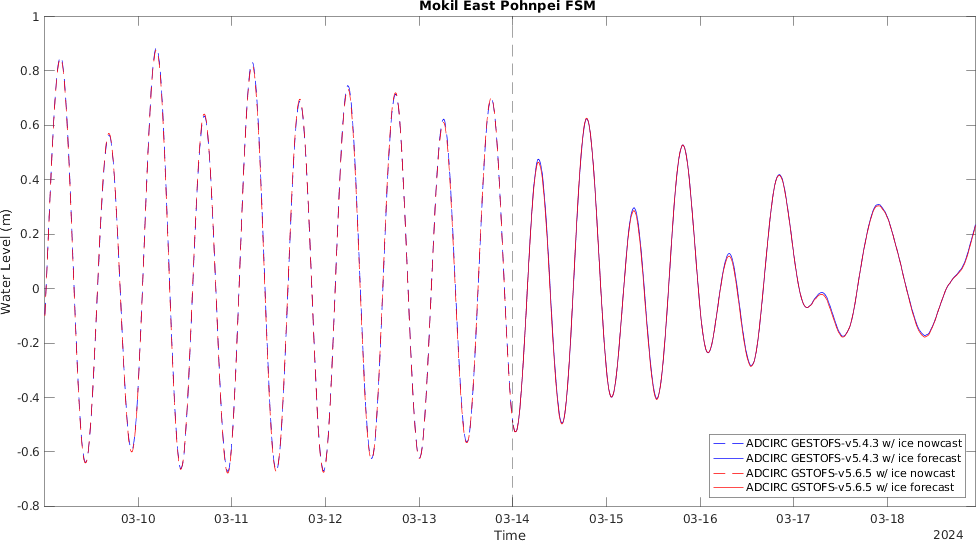 Mokil East Pohnpei FSM
1
0.8
0.6
0.4
0.2
0
-0.2
-0.4
-0.6
-0.8
Water Level (m)
ADCIRC GESTOFS-v5.4.3 w/ ice nowcast
ADCIRC GESTOFS-v5.4.3 w/ ice forecast
ADCIRC GSTOFS-v5.6.5 w/ ice nowcast
ADCIRC GSTOFS-v5.6.5 w/ ice forecast
03-10 03-11 03-12 03-13 03-14 03-15 03-16 03-17 03-18
Time
2024